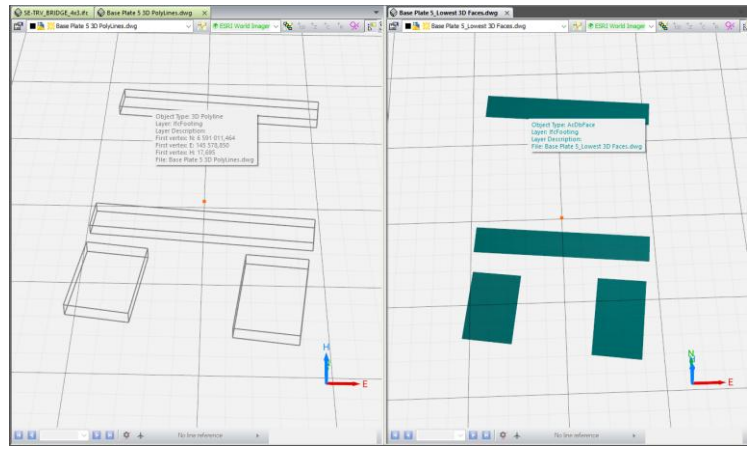 SE-TRV_BRIDGE_4x3.ifc
Base Plate 5 3D PolyLines.dwg
Base Plate 5 3D PolyLines.dwg
ESRI World Imager
Object Type: 3D Polyline
Layer: IfcFooting
Layer Description:
First vertex: N: 6 591 011,464
First vertex: E: 140 578,850
First vertex: H: 17,695
File: Base Plate 5 3D PolyLines.dwg
H
E
No line reference
Base Plate 5_Lowest 3D Faces.dwg
Base Plate 5_Lowest 3D Faces.dwg
ESRI World Imager
Object Type: AcDbFace
Layer: IfcFooting
Layer Description:
File: Base Plate 5_Lowest 3D Faces.dwg
N
E
No line reference